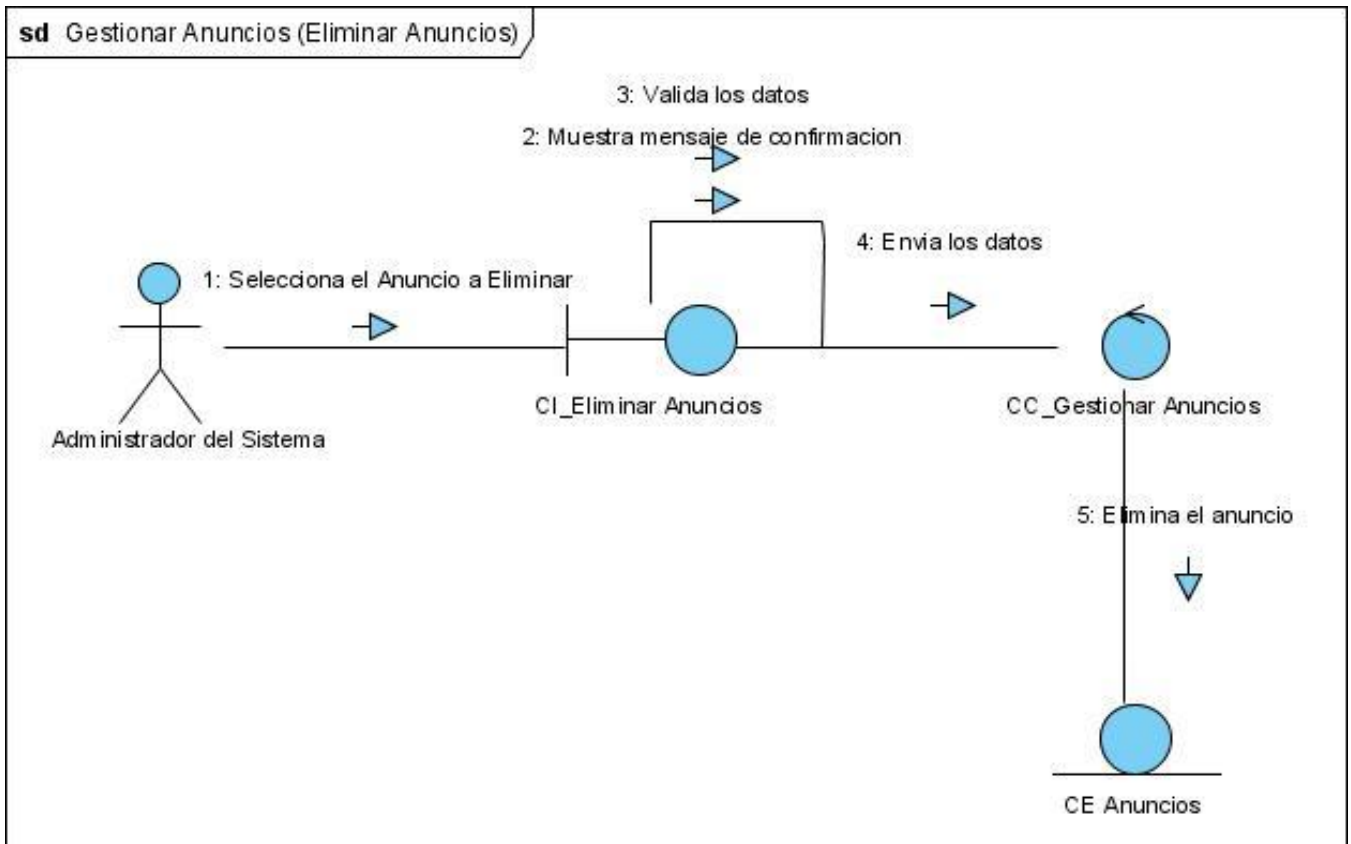 sd Gestionar Anuncios (Eliminar Anuncios)
3: Valida los datos
2: Muestra mensaje de confirmacion
4: Envia los datos
1: Selecciona el Anuncio a Eliminar
CI_Eliminar Anuncios
CC_Gestionar Anuncios
Administrador del Sistema
5: Elimina el anuncio
CE Anuncios